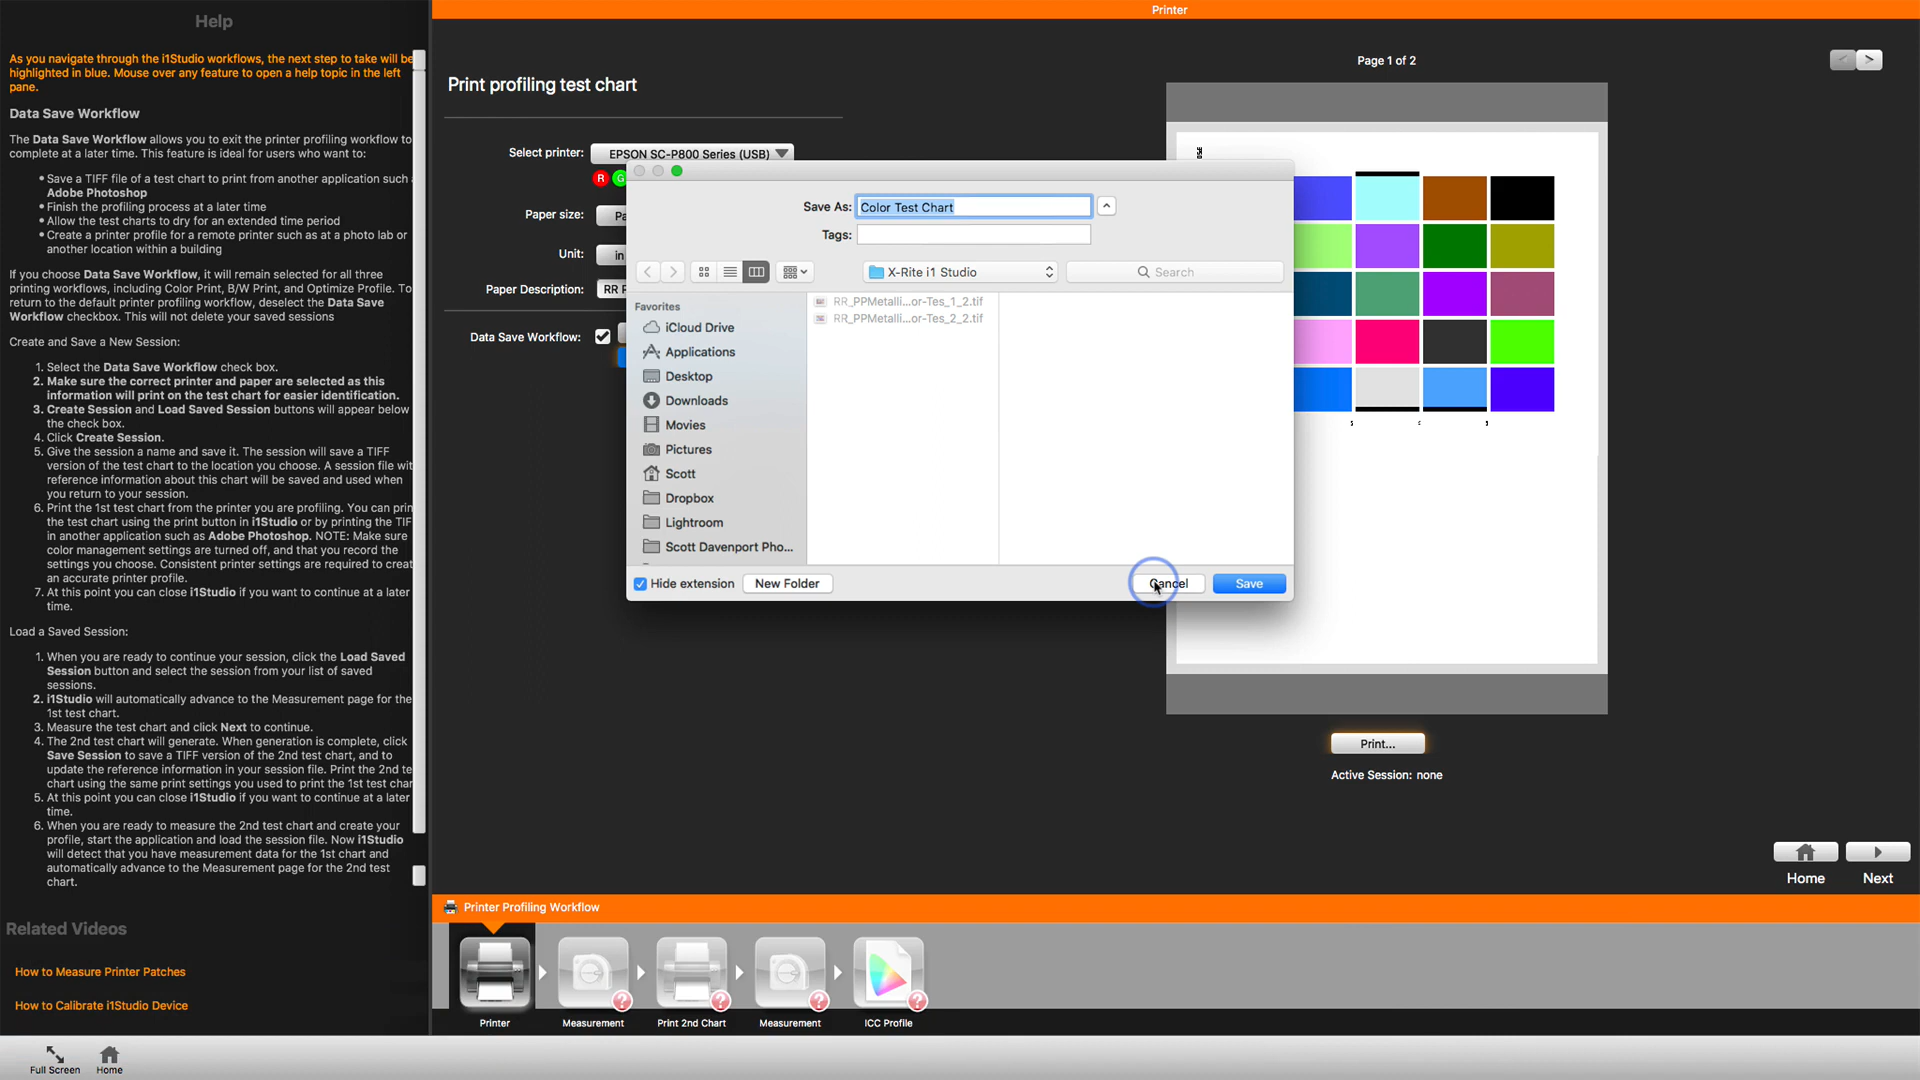 Help
As you navigate through the i1Studio workflows, the next step to take will be
highlighted in blue. Mouse over any feature to open a help topic in the left
pane.
Data Save Workflow
The Data Save Workflow allows you to exit the printer profiling workflow to
complete at a later time. This feature is ideal for users who want to:
• Save a TIFF file of a test chart to print from another application such
Adobe Photoshop
• Finish the profiling process at a later time
• Allow the test charts to dry for an extended time period
• Create a printer profile for a remote printer such as at a photo lab or
another location within a building
If you choose Data Save Workflow, it will remain selected for all three
printing workflows, including Color Print, B/W Print, and Optimize Profile. To
return to the default printer profiling workflow, deselect the Data Save
Workflow checkbox. This will not delete your saved sessions
Create and Save a New Session:
1. Select the Data Save Workflow check box.
2. Make sure the correct printer and paper are selected as this
information will print on the test chart for easier identification.
3. Create Session and Load Saved Session buttons will appear below
the check box.
4. Click Create Session.
5. Give the session a name and save it. The session will save a TIFF
version of the test chart to the location you choose. A session file wit
reference information about this chart will be saved and used when
you return to your session.
6. Print the 1st test chart from the printer you are profiling. You can prin
the test chart using the print button in i1Studio or by printing the TIF
in another application such as Adobe Photoshop. NOTE: Make sure
color management settings are turned off, and that you record the
settings you choose. Consistent printer settings are required to creat
an accurate printer profile.
7. At this point you can close i1Studio if you want to continue at a later
time.
Load a Saved Session:
1. When you are ready to continue your session, click the Load Saved
Session button and select the session from your list of saved
sessions.
2. i1Studio will automatically advance to the Measurement page for the
1st test chart.
3. Measure the test chart and click Next to continue.
4. The 2nd test chart will generate. When generation is complete, click
Save Session to save a TIFF version of the 2nd test chart, and to
update the reference information in your session file. Print the 2nd te
chart using the same print settings you used to print the 1st test char
5. At this point you can close i1Studio if you want to continue at a later
time.
6. When you are ready to measure the 2nd test chart and create your
profile, start the application and load the session file. Now i1Studio
will detect that you have measurement data for the 1st chart and
automatically advance to the Measurement page for the 2nd test
chart.
Related Videos
How to Measure Printer Patches
How to Calibrate i1Studio Device
Full Screen
Home
Printer
Print profiling test chart
Page 1 of 2
< >
Select printer: EPSON SC-P800 Series (USB)
R G
Paper size: Pa
Unit: in
Paper Description: RR P
Data Save Workflow:
Save As: Color Test Chart
Tags:
X-Rite i1 Studio
Search
Favorites
iCloud Drive
Applications
Desktop
Downloads
Movies
Pictures
Scott
Dropbox
Lightroom
Scott Davenport Pho...
RR_PPMetalli...or-Tes_1_2.tif
RR_PPMetalli...or-Tes_2_2.tif
Hide extension
New Folder
Cancel
Save
Print...
Active Session: none
Home
Next
Printer Profiling Workflow
Printer
Measurement
Print 2nd Chart
Measurement
ICC Profile
? ? ? ?